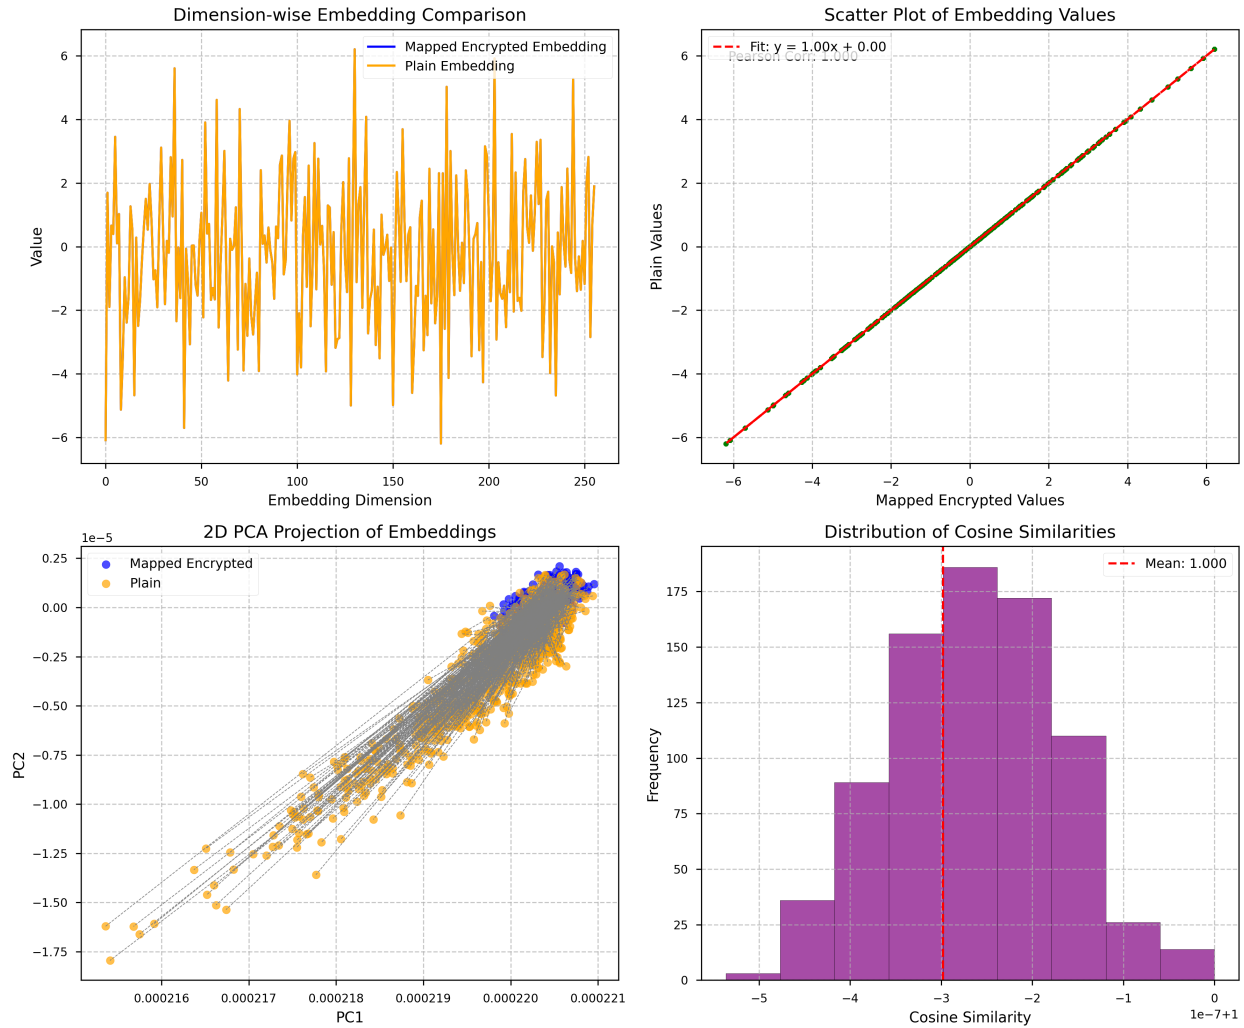 Dimension-wise Embedding Comparison
Mapped Encrypted Embedding
Plain Embedding
6
4
2
0
−2
−4
−6
Value
0
50
100
150
200
250
Embedding Dimension
Scatter Plot of Embedding Values
Fit: y = 1.00x + 0.00
Pearson Corr: 1.000
6
4
2
0
−2
−4
−6
Plain Values
−6
−4
−2
0
2
4
6
Mapped Encrypted Values
2D PCA Projection of Embeddings
1e−5
Mapped Encrypted
Plain
0.25
0.00
−0.25
−0.50
−0.75
−1.00
−1.25
−1.50
−1.75
PC2
0.000216
0.000217
0.000218
0.000219
0.000220
0.000221
PC1
Distribution of Cosine Similarities
Mean: 1.000
175
150
125
100
75
50
25
0
Frequency
−5
−4
−3
−2
−1
0
1e−7+1
Cosine Similarity